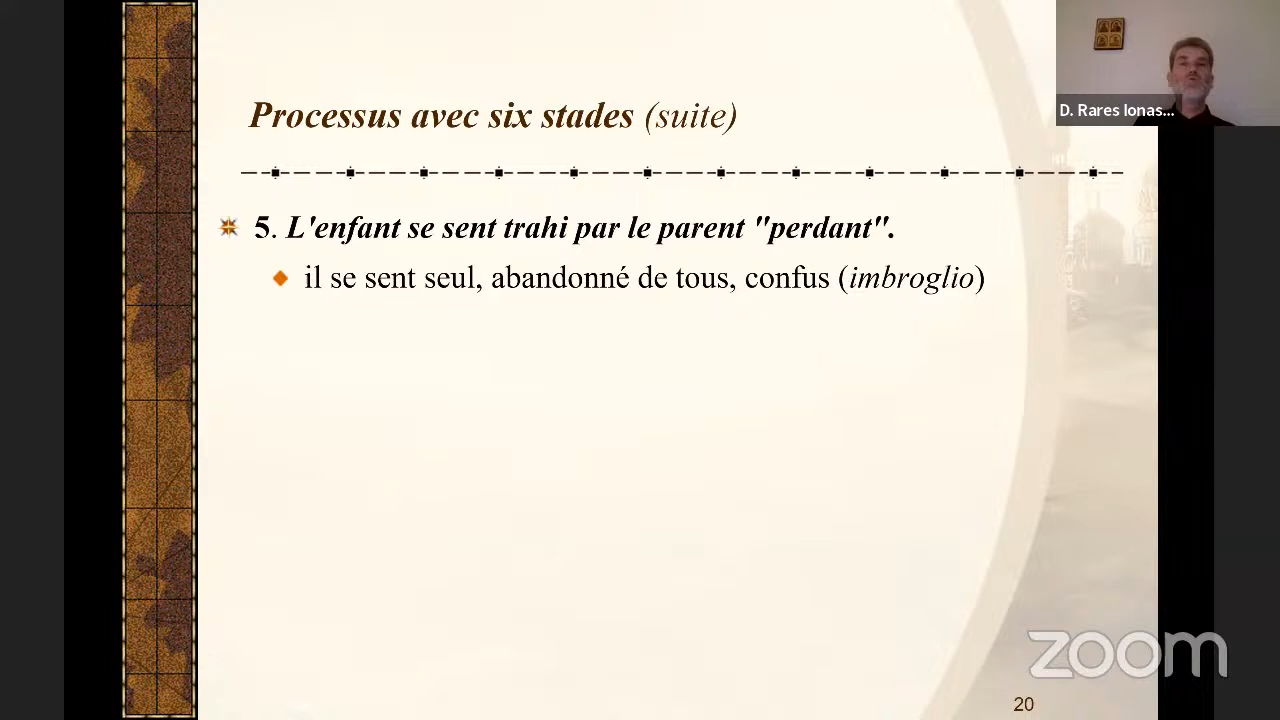 D. Rares Ionas...
Processus avec six stades (suite)
5. L'enfant se sent trahi par le parent "perdant".
il se sent seul, abandonné de tous, confus (imbroglio)
zoom
20